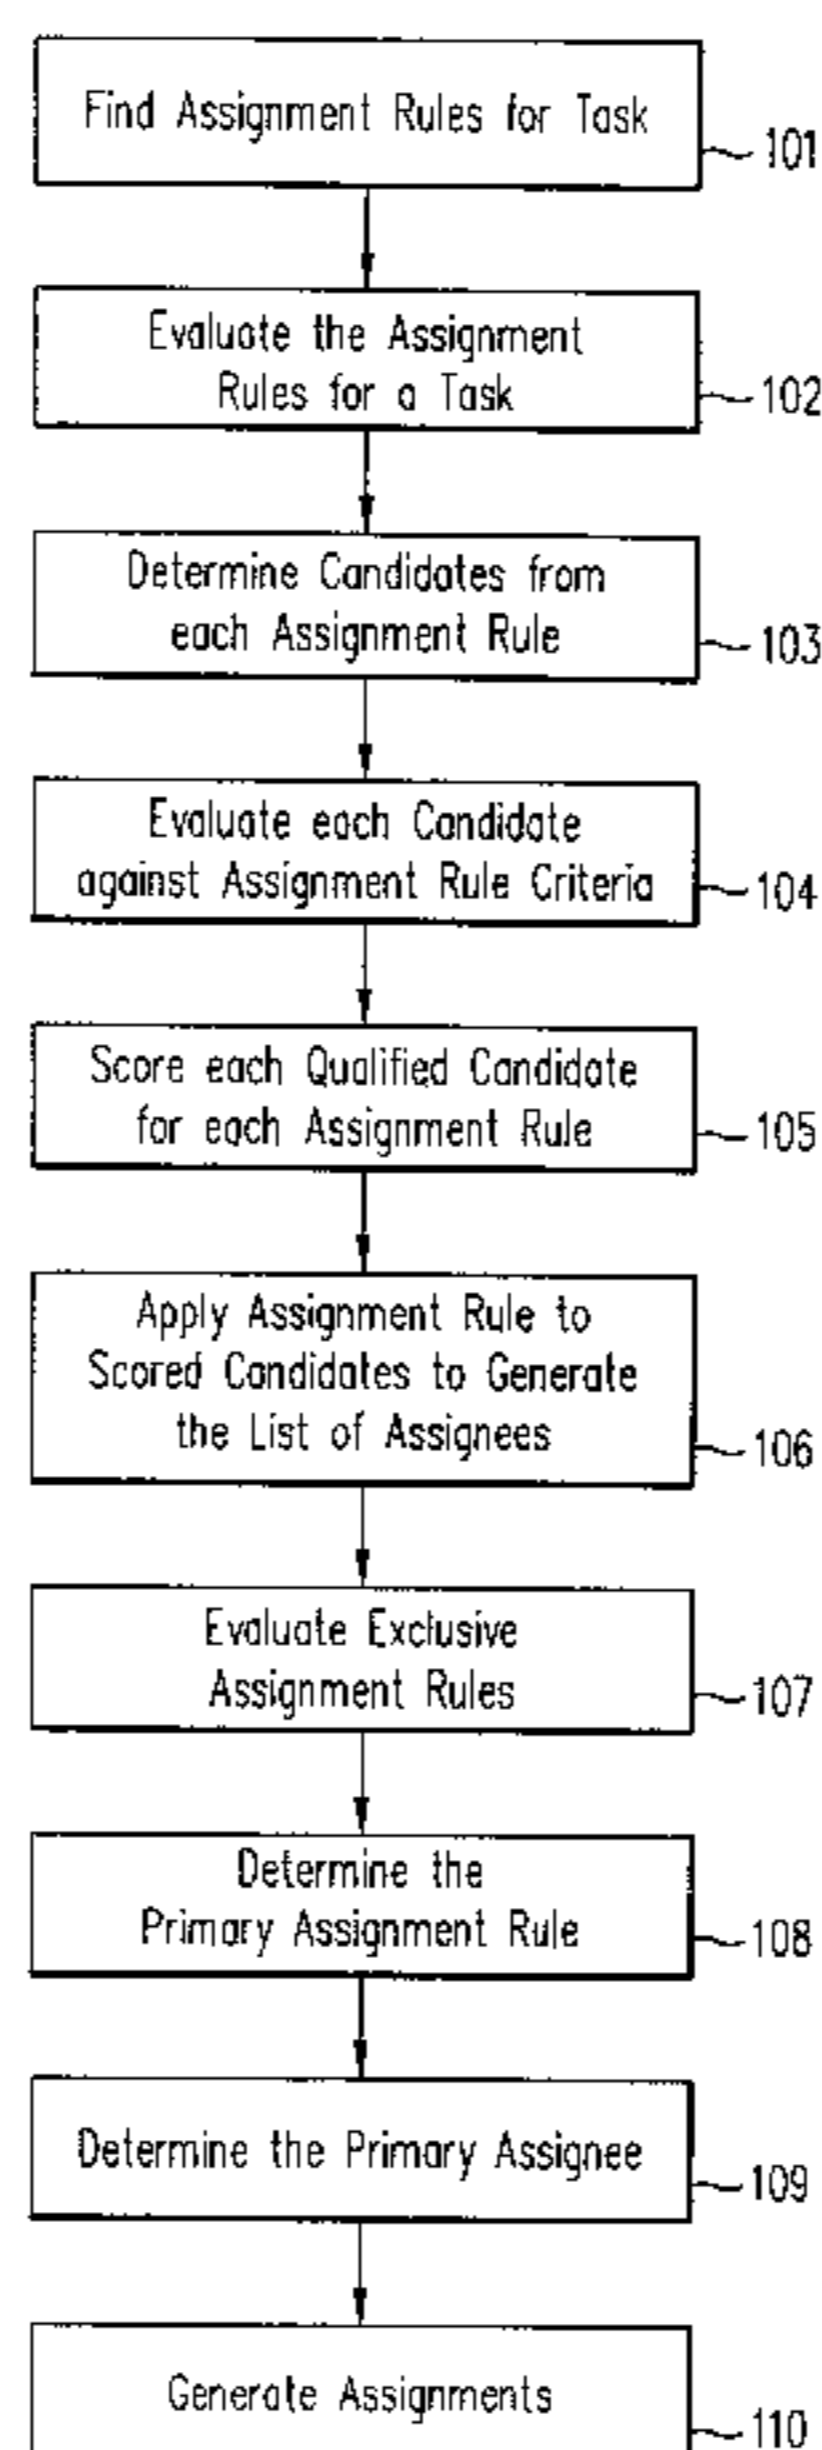 Find Assignment Rules for Task
101
Evaluate the Assignment
Rules for a Task
102
Determine Candidates from
each Assignment Rule
103
Evaluate each Candidate
against Assignment Rule Criteria
104
Score each Qualified Candidate
for each Assignment Rule
105
Apply Assignment Rule to
Scored Candidates to Generate
the List of Assignees
106
Evaluate Exclusive
Assignment Rules
107
Determine the
Primary Assignment Rule
108
Determine the Primary Assignee
109
Generate Assignments
110